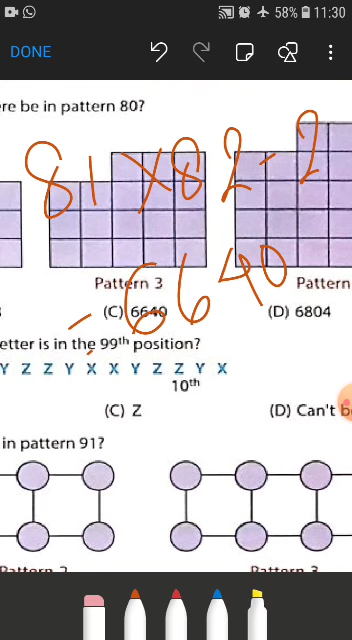 58% 11:30
DONE
ere be in pattern 80?
81 x 82 - 2
Pattern 3
Pattern
- 6640
(C) 6640
(D) 6804
etter is in the 99th position?
Y Z Z Y X X Y Z Z Y X
10th
(C) Z
(D) Can't b
in pattern 91?
Pattern 2
Pattern 3